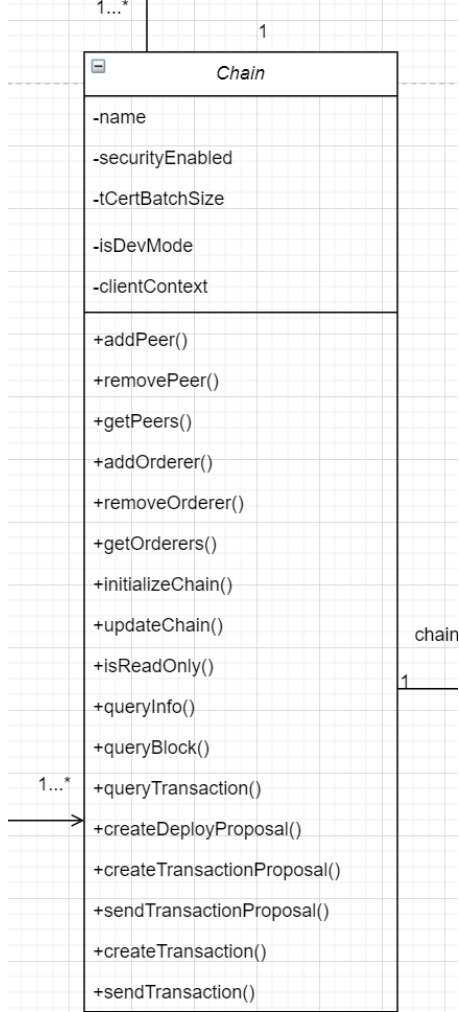 1...*
1
Chain
-name
-securityEnabled
-tCertBatchSize
-isDevMode
-clientContext
+addPeer()
+removePeer()
+getPeers()
+addOrderer()
+removeOrderer()
+getOrderers()
+initializeChain()
+updateChain()
chain
+isReadOnly()
1
+queryInfo()
+queryBlock()
1...*
+queryTransaction()
+createDeployProposal()
+createTransactionProposal()
+sendTransactionProposal()
+createTransaction()
+sendTransaction()